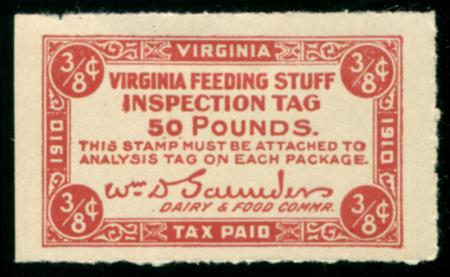 VIRGINIA
3/8¢ 3/8¢
VIRGINIA FEEDING STUFF
INSPECTION TAG
50 POUNDS.
THIS STAMP MUST BE ATTACHED TO
ANALYSIS TAG ON EACH PACKAGE.
1910 1910
Wm D Saunders
DAIRY & FOOD COMMR.
3/8¢ 3/8¢
TAX PAID